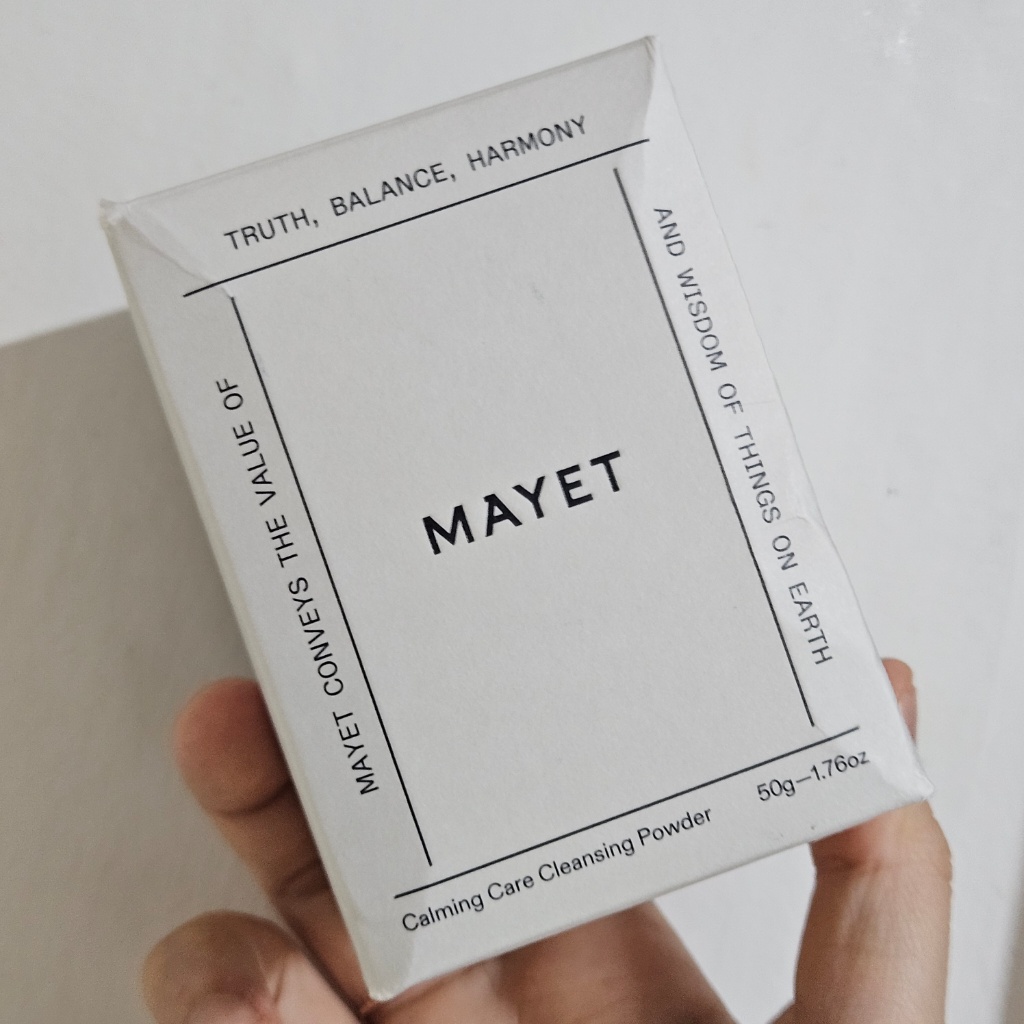 MAYET CONVEYS THE VALUE OF
TRUTH, BALANCE, HARMONY
AND WISDOM OF THINGS ON EARTH
MAYET
Calming Care Cleansing Powder 50g—1.76oz